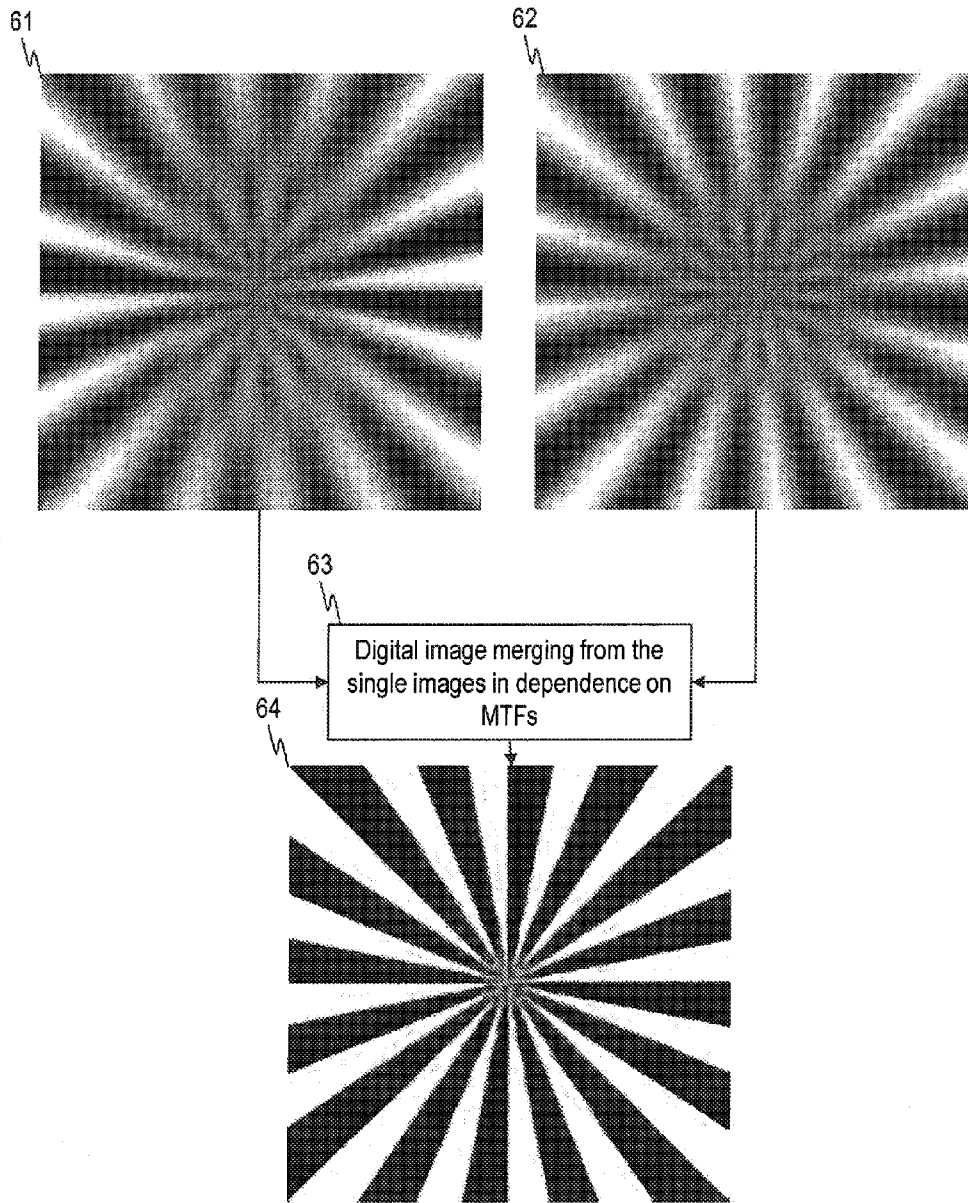 61
62
63
Digital image merging from the
single images in dependence on
MTFs
64